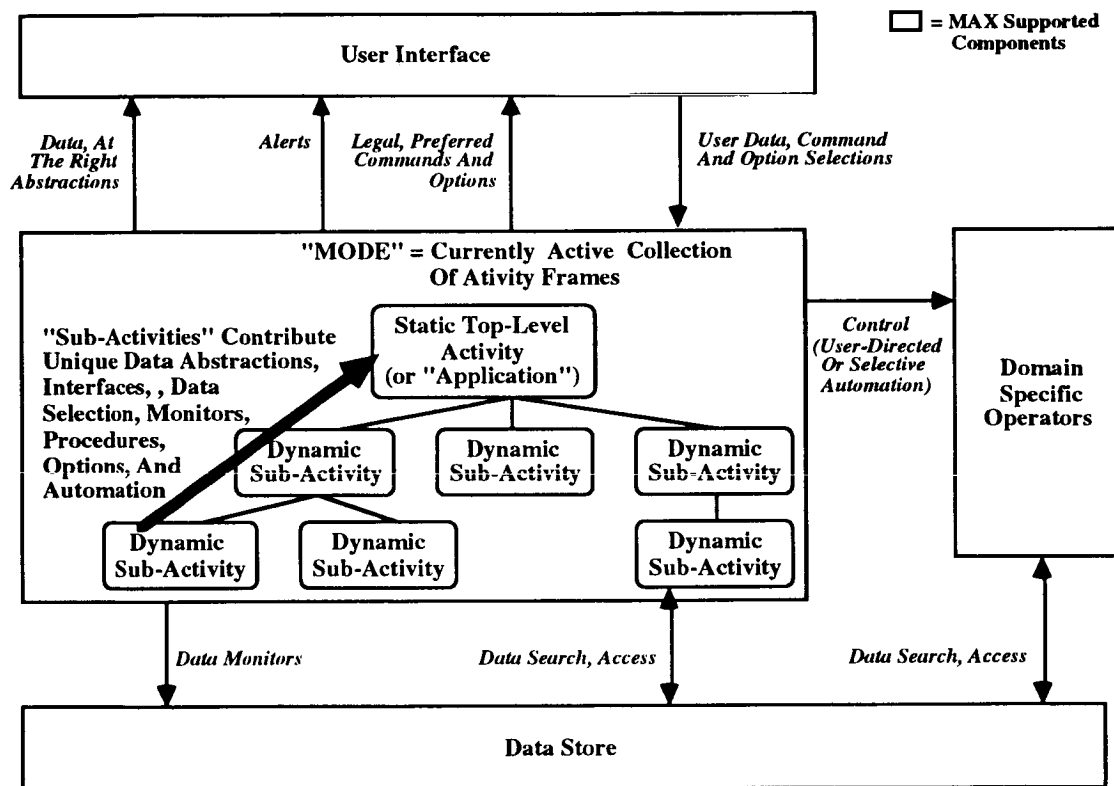 = MAX Supported
Components
User Interface
Data, At
The Right
Abstractions
Alerts
Legal, Preferred
Commands And
Options
User Data, Command
And Option Selections
"MODE" = Currently Active Collection
Of Ativity Frames
"Sub-Activities" Contribute
Unique Data Abstractions,
Interfaces, , Data
Selection, Monitors,
Procedures,
Options, And
Automation
Static Top-Level
Activity
(or "Application")
Dynamic
Sub-Activity
Dynamic
Sub-Activity
Dynamic
Sub-Activity
Dynamic
Sub-Activity
Dynamic
Sub-Activity
Dynamic
Sub-Activity
Control
(User-Directed
Or Selective
Automation)
Domain
Specific
Operators
Data Monitors
Data Search, Access
Data Search, Access
Data Store